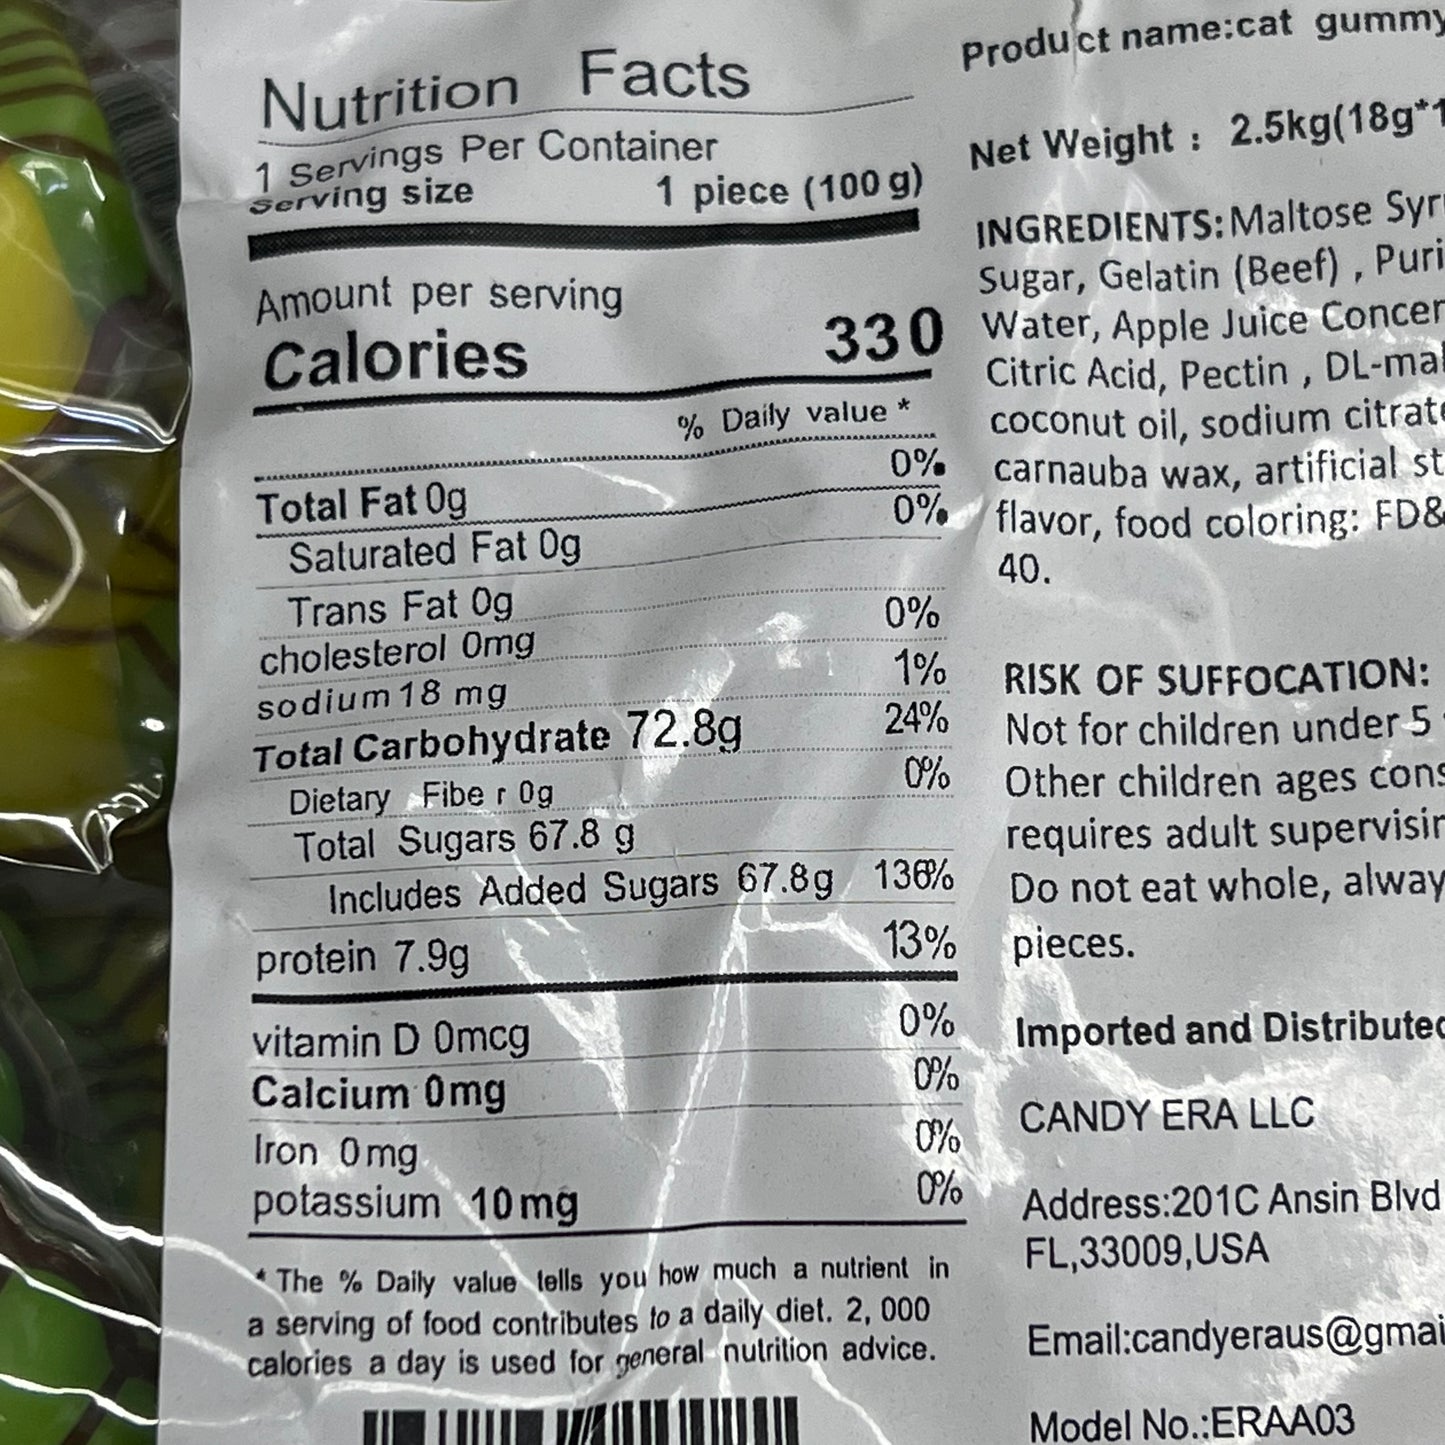 Nutrition Facts
1 Servings Per Container
Serving size 1 piece (100 g)
Amount per serving
Calories 330
% Daily value *
Total Fat 0g 0%
Saturated Fat 0g 0%
Trans Fat 0g
cholesterol 0mg 0%
sodium 18 mg 1%
Total Carbohydrate 72.8g 24%
Dietary Fibe r 0g 0%
Total Sugars 67.8 g
Includes Added Sugars 67.8g 136%
protein 7.9g 13%
vitamin D 0mcg 0%
Calcium 0mg 0%
Iron 0mg 0%
potassium 10mg 0%
* The % Daily value tells you how much a nutrient in
a serving of food contributes to a daily diet. 2, 000
calories a day is used for general nutrition advice.
Product name:cat gummy
Net Weight : 2.5kg(18g*1
INGREDIENTS:Maltose
Sugar, Gelatin (Beef) ,
Water, Apple Juice
Citric Acid, Pectin ,
coconut oil, sodium
carnauba wax, artificial
flavor, food coloring: FD&
40.
RISK OF SUFFOCATION:
Not for children under 5
Other children ages
requires adult
Do not eat whole,
pieces.
Imported and
CANDY ERA LLC
Address:201C Ansin Blvd
FL,33009,USA
Email:candyeraus@gmai
Model No.:ERAA03